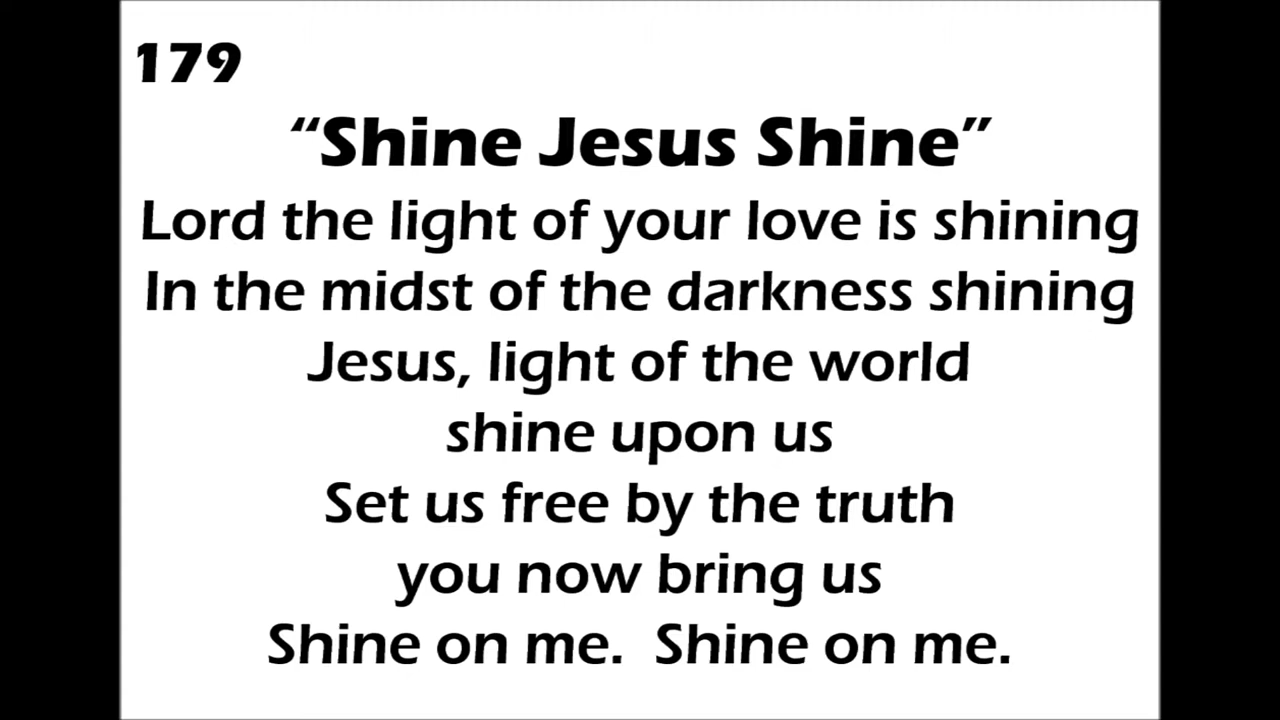 179
“Shine Jesus Shine”
Lord the light of your love is shining
In the midst of the darkness shining
Jesus, light of the world
shine upon us
Set us free by the truth
you now bring us
Shine on me.  Shine on me.